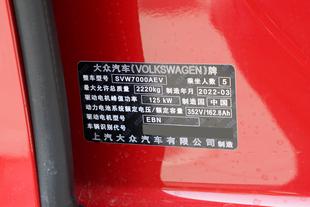 大众汽车(VOLKSWAGEN)牌
整车型号 SVW7000AEV 乘坐人数 5
最大允许总质量 2220kg 制造年月 2022-03
驱动电机峰值功率 125 kW 制造国 中国
动力电池系统额定电压/额定容量 352V/162.8Ah
驱动电机型号 EBN
车辆识别代号
上汽大众汽车有限公司